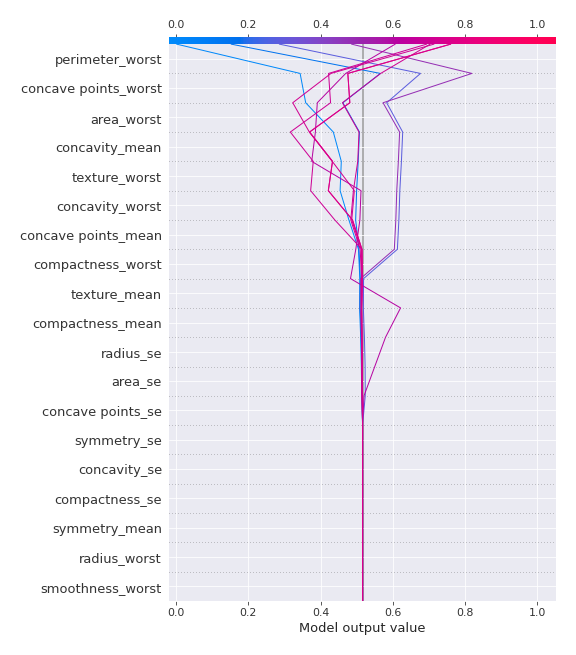 0.0 0.2 0.4 0.6 0.8 1.0
perimeter_worst
concave points_worst
area_worst
concavity_mean
texture_worst
concavity_worst
concave points_mean
compactness_worst
texture_mean
compactness_mean
radius_se
area_se
concave points_se
symmetry_se
concavity_se
compactness_se
symmetry_mean
radius_worst
smoothness_worst
0.0 0.2 0.4 0.6 0.8 1.0
Model output value